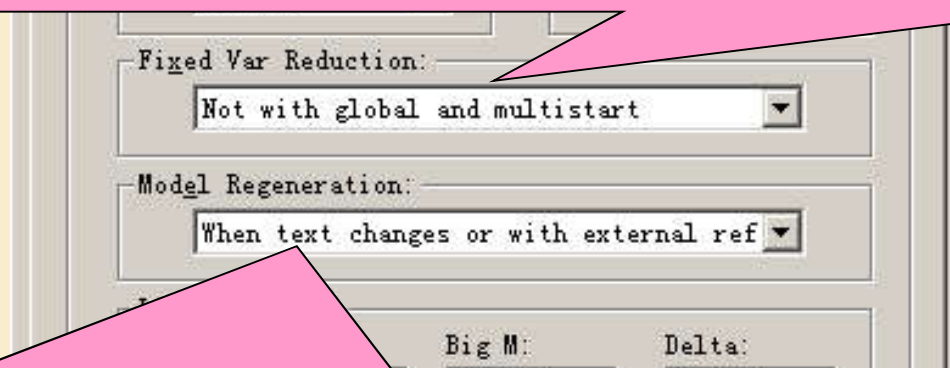 Fixed Var Reduction:
Not with global and multistart
Model Regeneration:
When text changes or with external ref
Big M:
Delta: